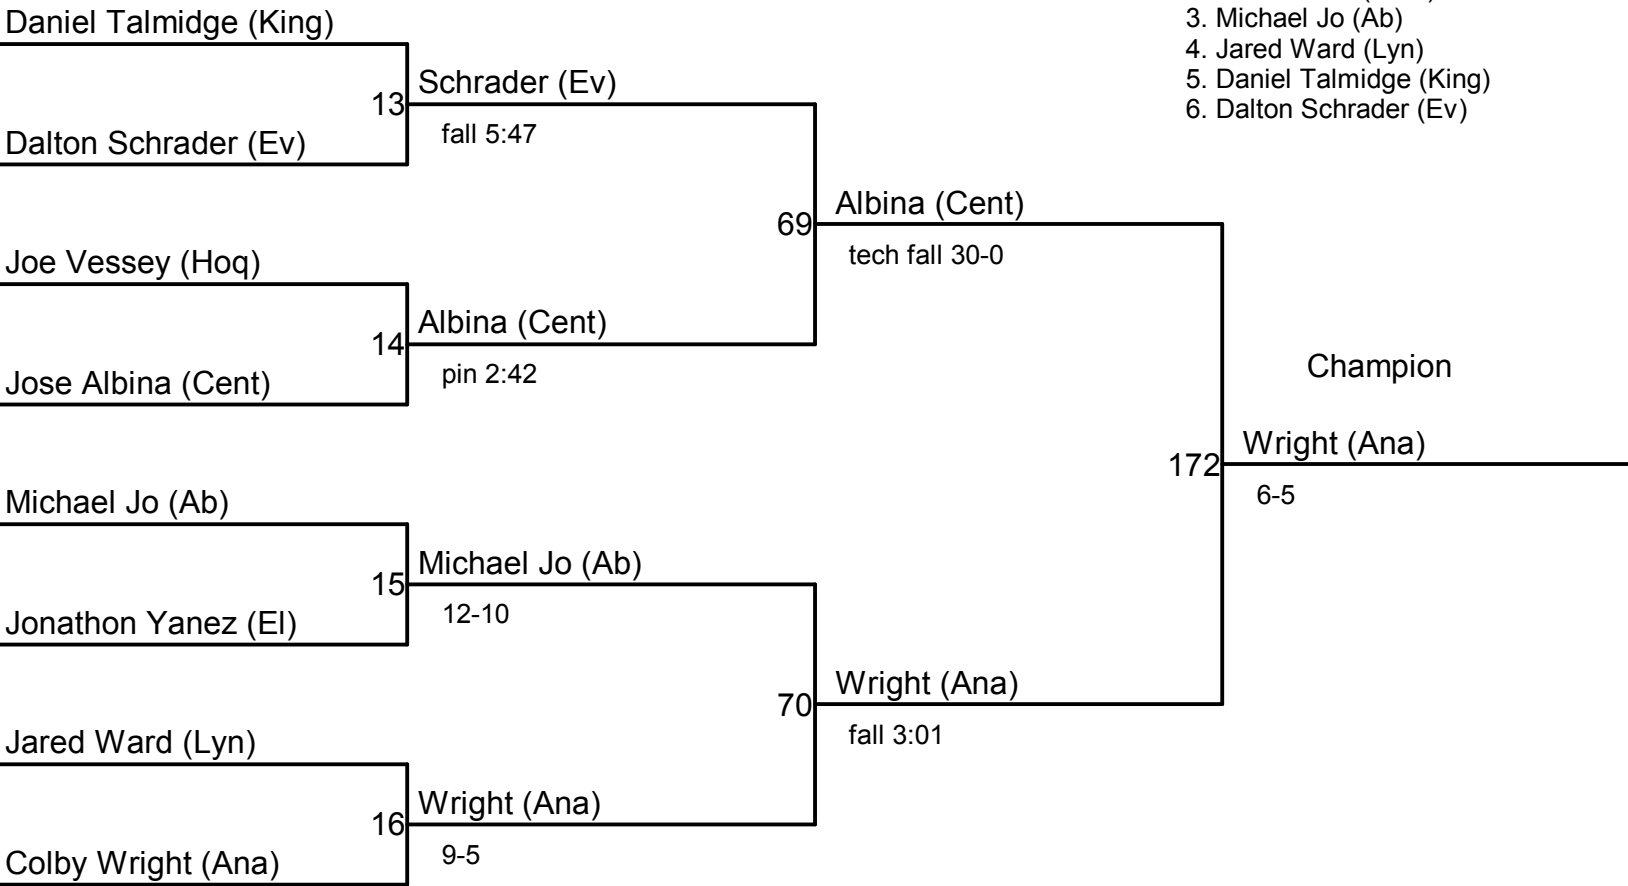 Daniel Talmidge (King)
13
Schrader (Ev)
fall 5:47
Dalton Schrader (Ev)
69
Albina (Cent)
tech fall 30-0
Joe Vessey (Hoq)
14
Albina (Cent)
pin 2:42
Jose Albina (Cent)
172
Champion
Wright (Ana)
6-5
Michael Jo (Ab)
15
Michael Jo (Ab)
12-10
Jonathon Yanez (El)
70
Wright (Ana)
fall 3:01
Jared Ward (Lyn)
16
Wright (Ana)
9-5
Colby Wright (Ana)
3. Michael Jo (Ab)
4. Jared Ward (Lyn)
5. Daniel Talmidge (King)
6. Dalton Schrader (Ev)